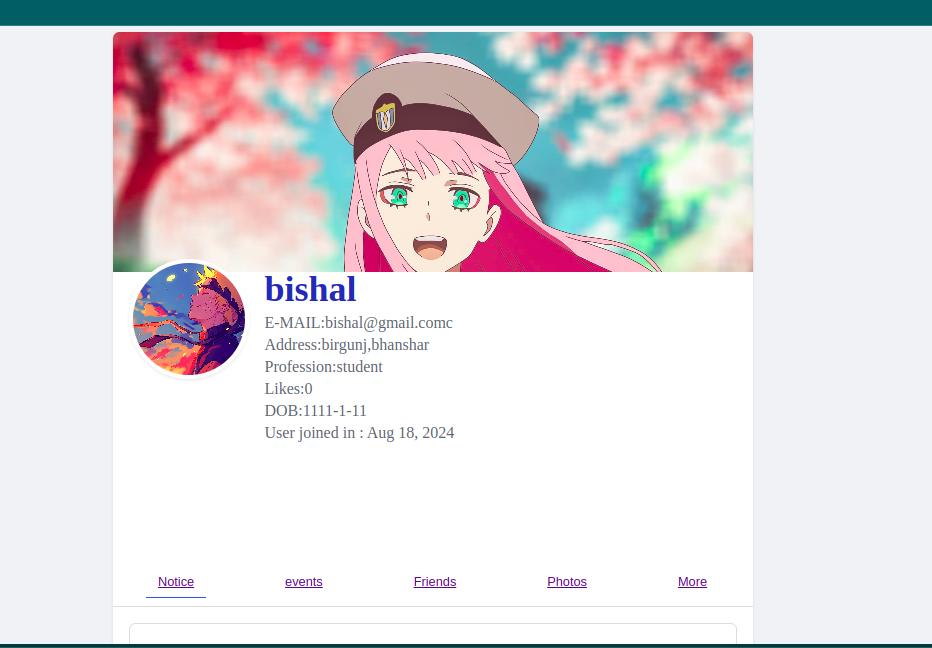 bishal
E-MAIL:bishal@gmail.comc
Address:birgunj,bhanshar
Profession:student
Likes:0
DOB:1111-1-11
User joined in : Aug 18, 2024
Notice events Friends Photos More